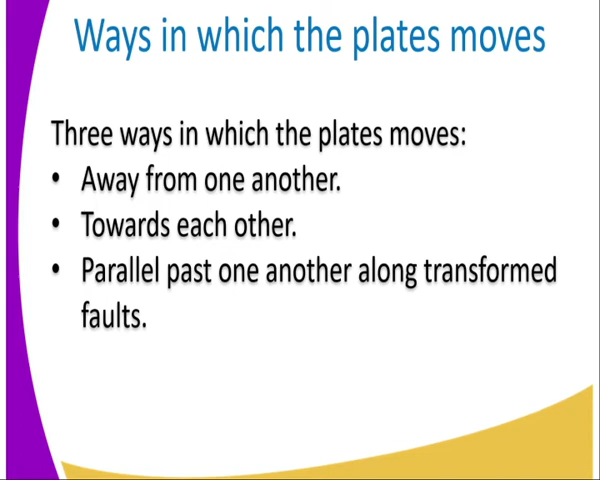 Ways in which the plates moves
Three ways in which the plates moves:
• Away from one another.
• Towards each other.
• Parallel past one another along transformed
faults.